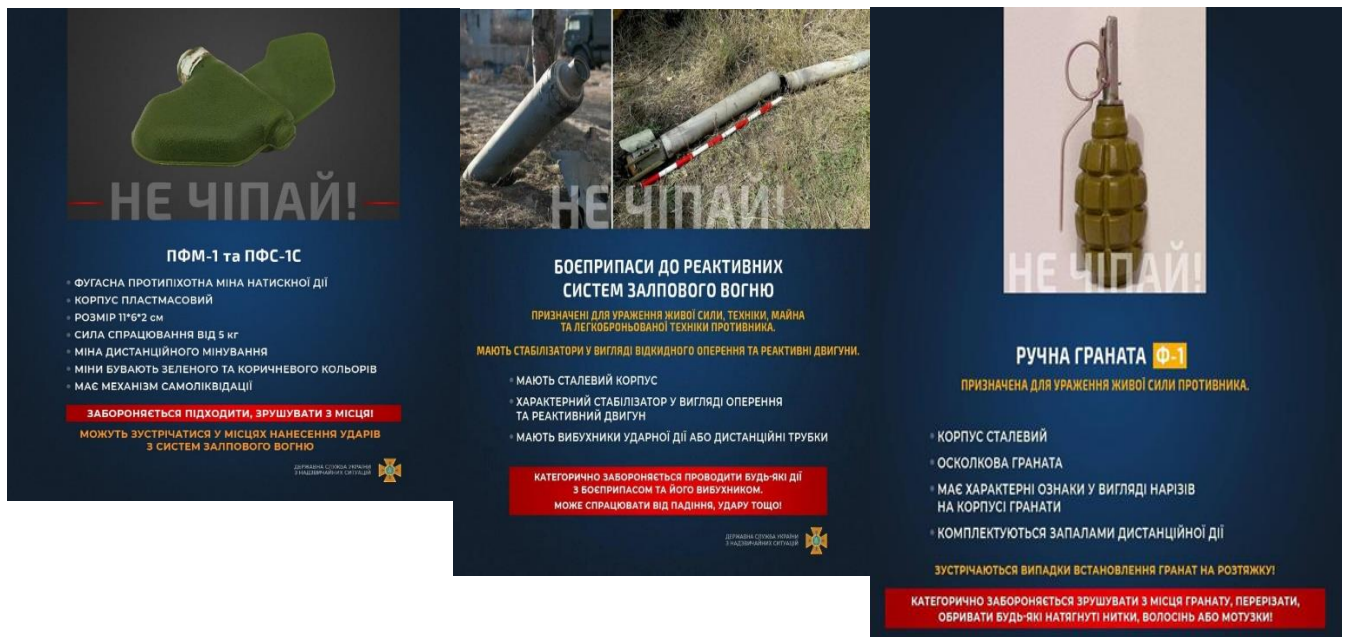 НЕ ЧІПАЙ!
ПФМ-1 та ПФС-1С
ФУГАСНА ПРОТИПІХОТНА МІНА НАТИСКНОЇ ДІЇ
КОРПУС ПЛАСТМАСОВИЙ
РОЗМІР 11*6*2 см
СИЛА СПРАЦЮВАННЯ ВІД 5 кг
МІНА ДИСТАНЦІЙНОГО МІНУВАННЯ
МІНИ БУВАЮТЬ ЗЕЛЕНОГО ТА КОРИЧНЕВОГО КОЛЬОРІВ
МАЄ МЕХАНІЗМ САМОЛІКВІДАЦІЇ
ЗАБОРОНЯЄТЬСЯ ПІДХОДИТИ, ЗРУШУВАТИ З МІСЦЯ!
МОЖУТЬ ЗУСТРІЧАТИСЯ У МІСЦЯХ НАНЕСЕННЯ УДАРІВ
З СИСТЕМ ЗАЛПОВОГО ВОГНЮ
ДЕРЖАВНА СЛУЖБА УКРАЇНИ
З НАДЗВИЧАЙНИХ СИТУАЦІЙ
НЕ ЧІПАЙ!
БОЄПРИПАСИ ДО РЕАКТИВНИХ
СИСТЕМ ЗАЛПОВОГО ВОГНЮ
ПРИЗНАЧЕНІ ДЛЯ УРАЖЕННЯ ЖИВОЇ СИЛИ, ТЕХНІКИ, МАЙНА
ТА ЛЕГКОБРОНЬОВАНОЇ ТЕХНІКИ ПРОТИВНИКА.
МАЮТЬ СТАБІЛІЗАТОРИ У ВИГЛЯДІ ВІДКИДНОГО ОПЕРЕННЯ ТА РЕАКТИВНІ ДВИГУНИ.
МАЮТЬ СТАЛЕВИЙ КОРПУС
ХАРАКТЕРНИЙ СТАБІЛІЗАТОР У ВИГЛЯДІ ОПЕРЕННЯ
ТА РЕАКТИВНИЙ ДВИГУН
МАЮТЬ ВИБУХНИКИ УДАРНОЇ ДІЇ АБО ДИСТАНЦІЙНІ ТРУБКИ
КАТЕГОРИЧНО ЗАБОРОНЯЄТЬСЯ ПРОВОДИТИ БУДЬ-ЯКІ ДІЇ
З БОЄПРИПАСОМ ТА ЙОГО ВИБУХНИКОМ.
МОЖЕ СПРАЦЮВАТИ ВІД ПАДІННЯ, УДАРУ ТОЩО!
ДЕРЖАВНА СЛУЖБА УКРАЇНИ
З НАДЗВИЧАЙНИХ СИТУАЦІЙ
НЕ ЧІПАЙ!
РУЧНА ГРАНАТА Ф-1
ПРИЗНАЧЕНА ДЛЯ УРАЖЕННЯ ЖИВОЇ СИЛИ ПРОТИВНИКА.
КОРПУС СТАЛЕВИЙ
ОСКОЛКОВА ГРАНАТА
МАЄ ХАРАКТЕРНІ ОЗНАКИ У ВИГЛЯДІ НАРІЗІВ
НА КОРПУСІ ГРАНАТИ
КОМПЛЕКТУЮТЬСЯ ЗАПАЛАМИ ДИСТАНЦІЙНОЇ ДІЇ
ЗУСТРІЧАЮТЬСЯ ВИПАДКИ ВСТАНОВЛЕННЯ ГРАНАТ НА РОЗТЯЖКУ!
КАТЕГОРИЧНО ЗАБОРОНЯЄТЬСЯ ЗРУШУВАТИ З МІСЦЯ ГРАНАТУ, ПЕРЕРІЗАТИ,
ОБРИВАТИ БУДЬ-ЯКІ НАТЯГНУТІ НИТКИ, ВОЛОСІНЬ АБО МОТУЗКИ!